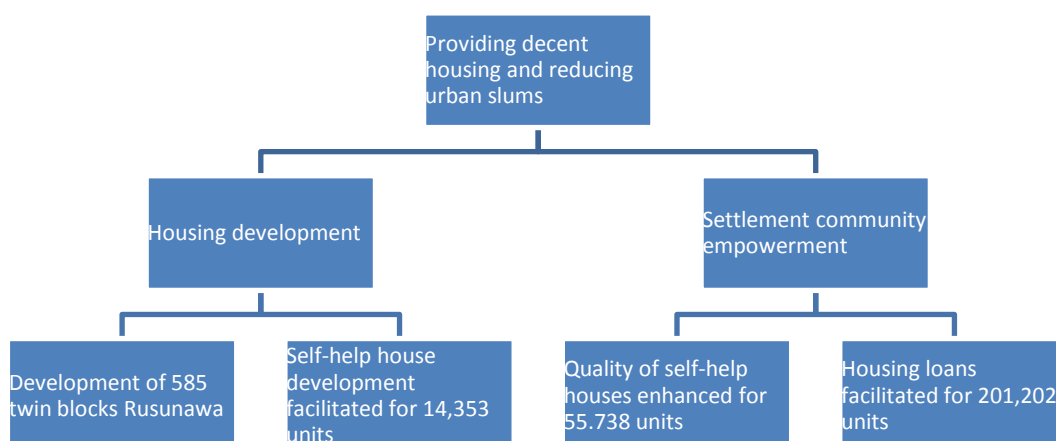 Providing decent
housing and reducing
urban slums
Housing development
Settlement community
empowerment
Development of 585
twin blocks Rusunawa
Self-help house
development
facilitated for 14,353
units
Quality of self-help
houses enhanced for
55.738 units
Housing loans
facilitated for 201,202
units